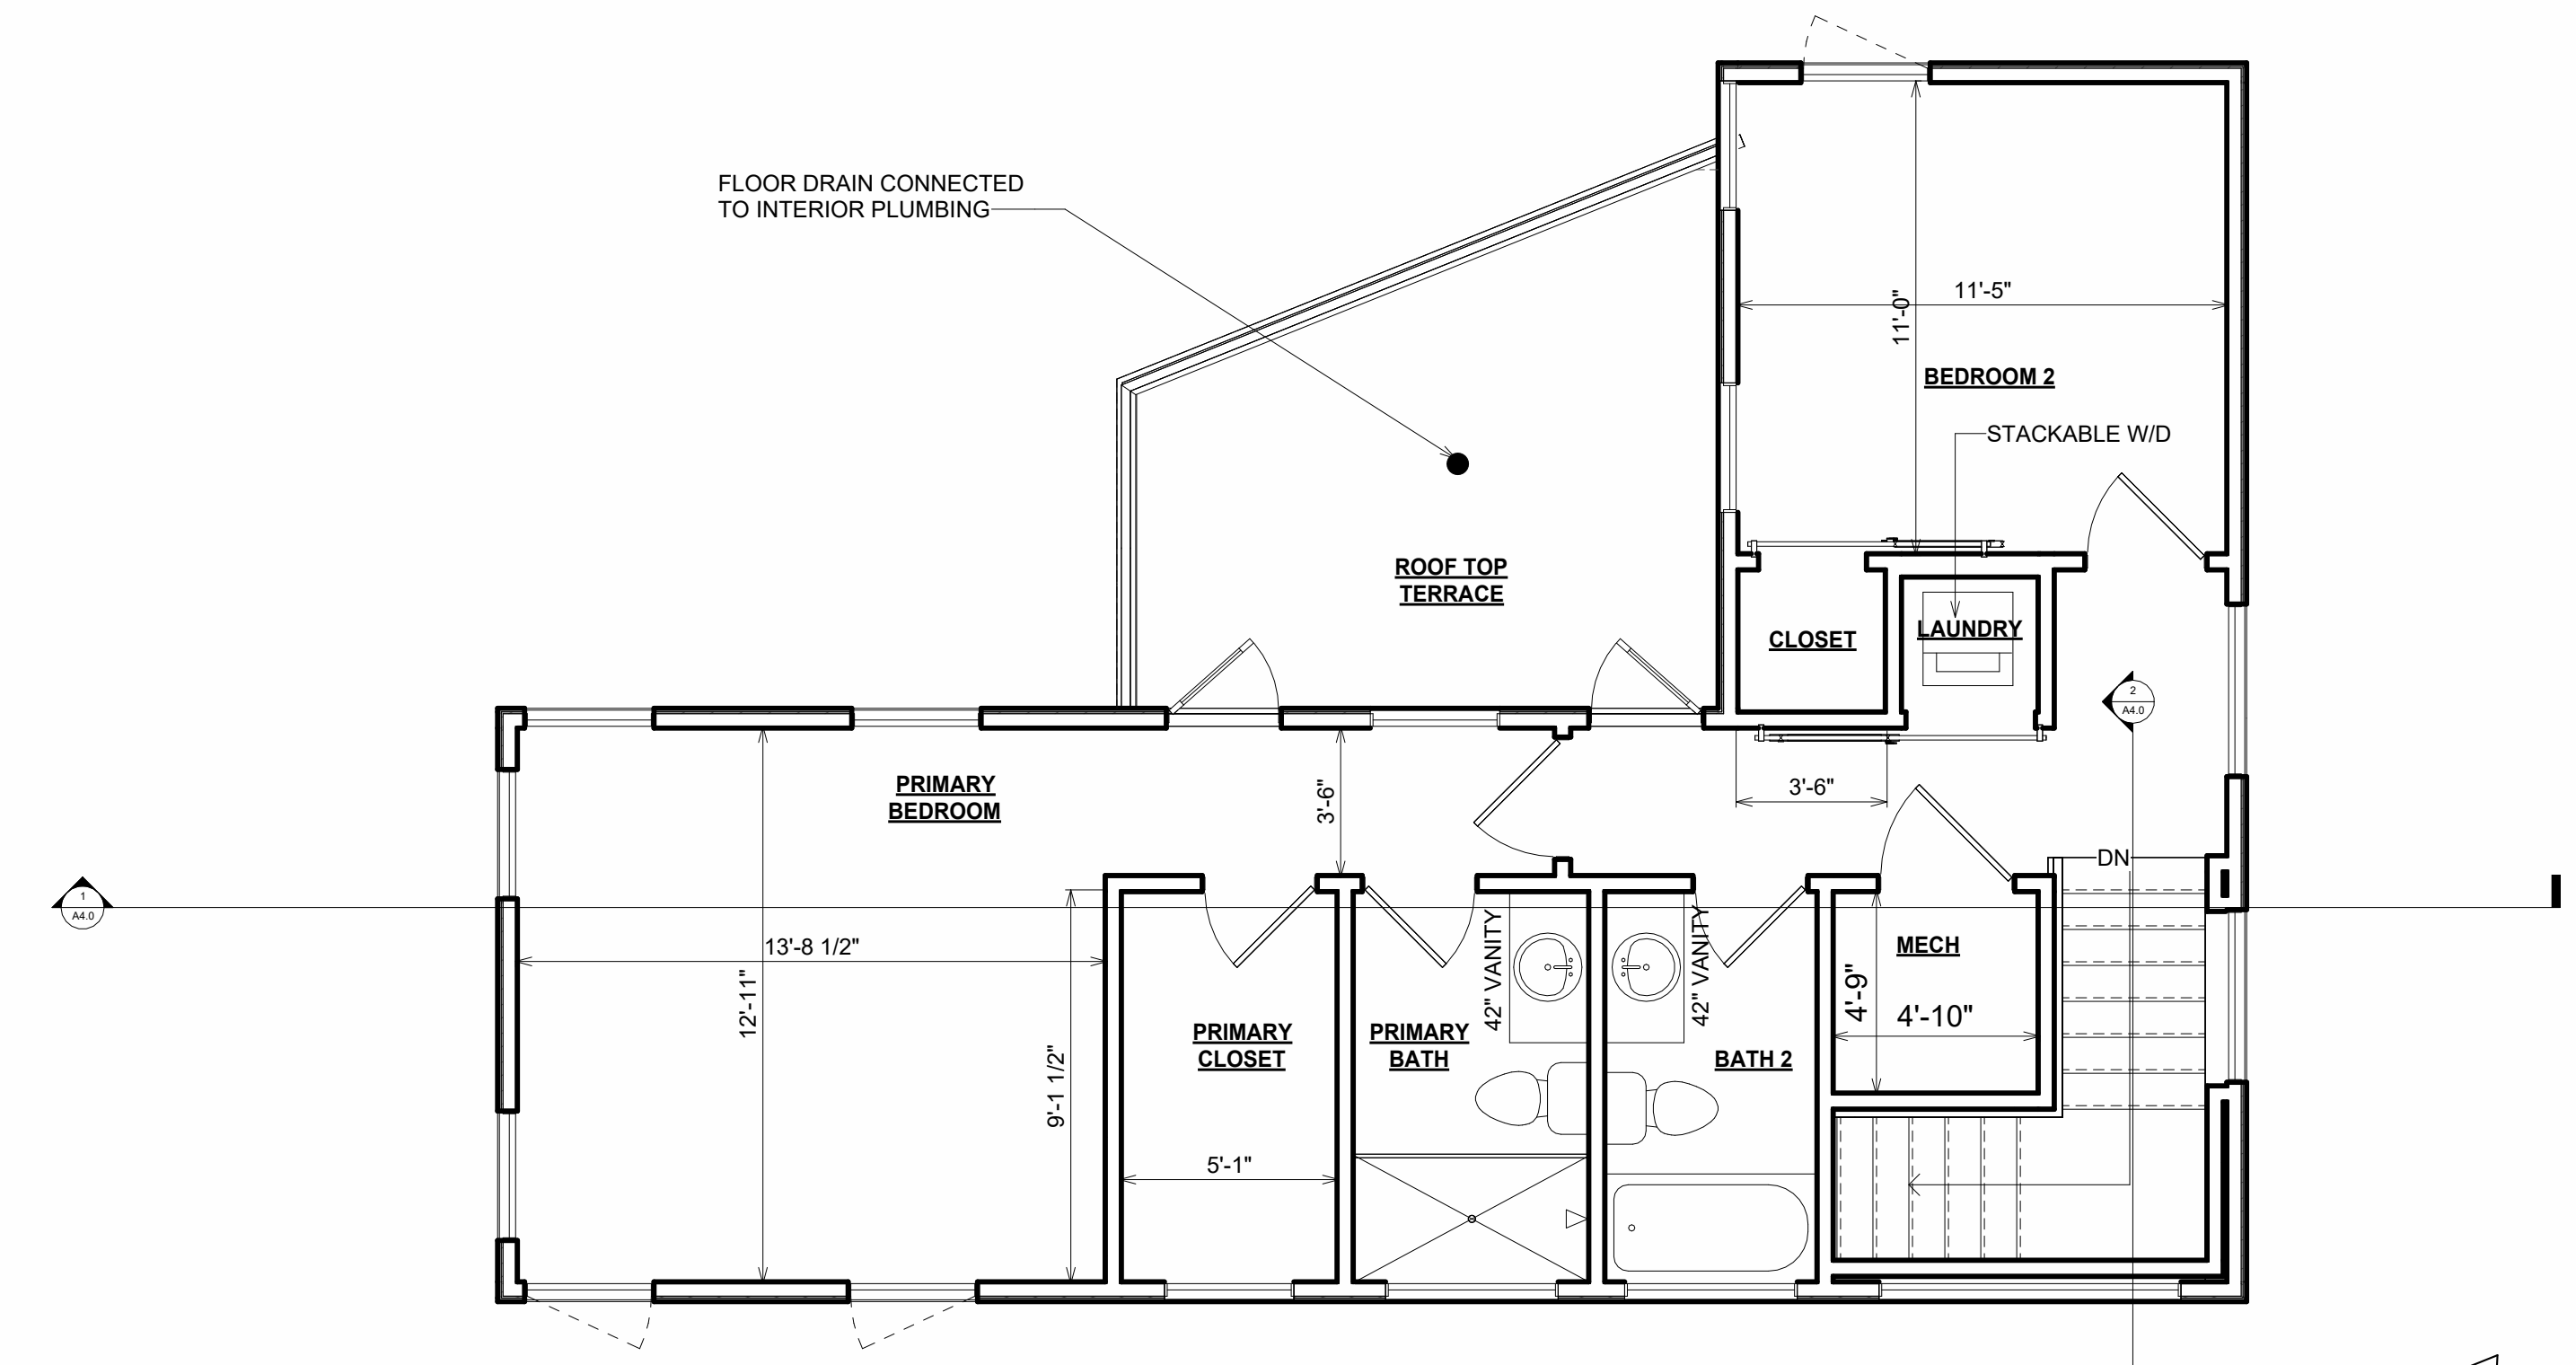 FLOOR DRAIN CONNECTED
TO INTERIOR PLUMBING
11'-5"
11'-0"
BEDROOM 2
STACKABLE W/D
ROOF TOP
TERRACE
CLOSET
LAUNDRY
2
A4.0
PRIMARY
BEDROOM
3'-6"
3'-6"
DN
1
A4.0
13'-8 1/2"
12'-11"
9'-1 1/2"
42" VANITY
42" VANITY
MECH
4'-9"
4'-10"
PRIMARY
CLOSET
PRIMARY
BATH
BATH 2
5'-1"